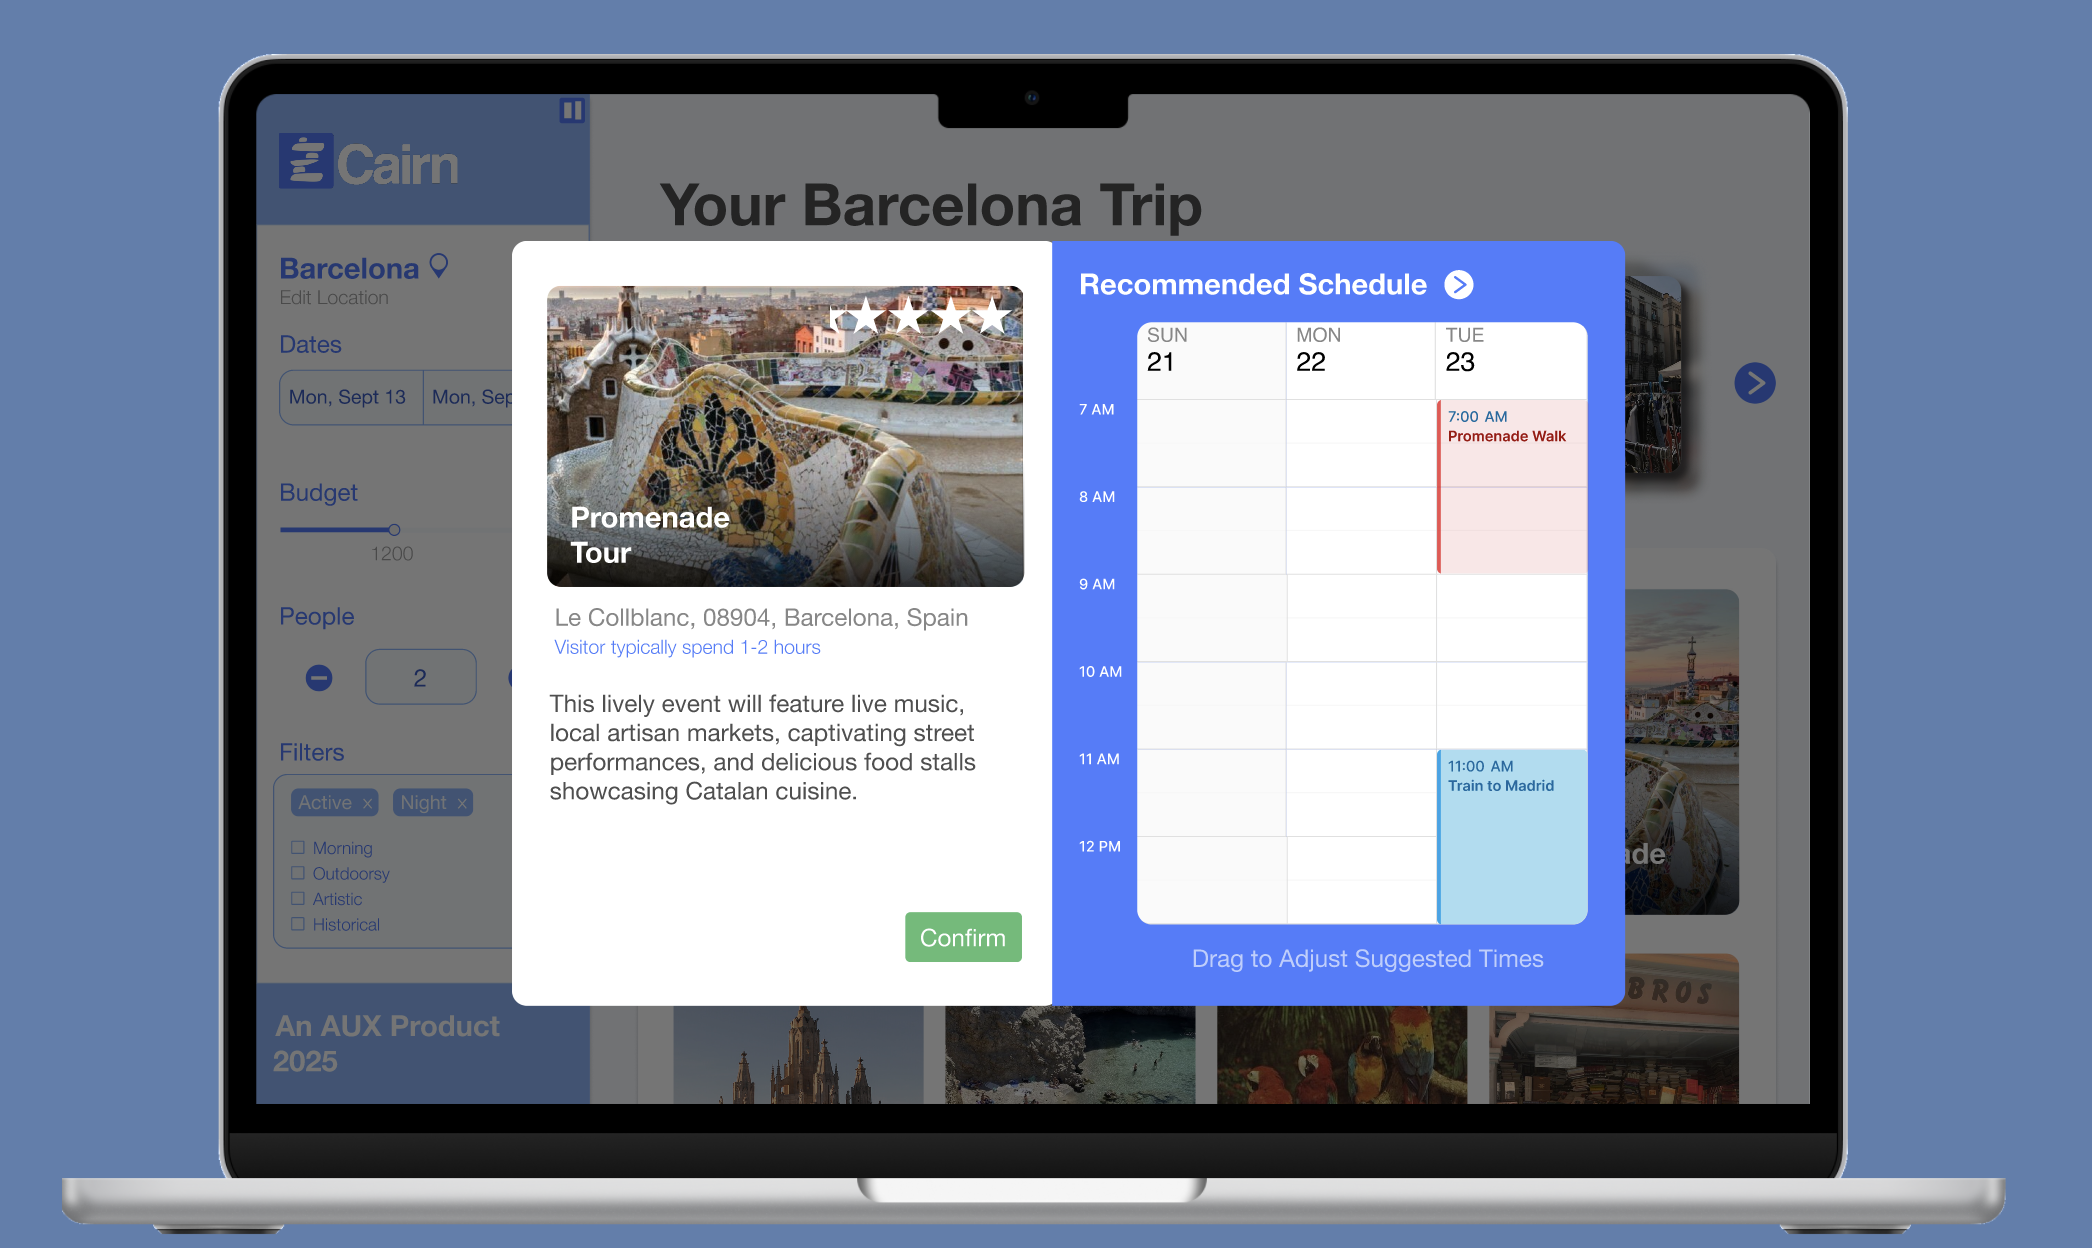 Cairn
Your Barcelona Trip
Barcelona
Edit Location
Dates
Mon, Sept 13
Mon, Sep
Budget
1200
People
2
Filters
Active x
Night x
Morning
Outdoorsy
Artistic
Historical
An AUX Product
2025
Promenade
Tour
Le Collblanc, 08904, Barcelona, Spain
Visitor typically spend 1-2 hours
This lively event will feature live music,
local artisan markets, captivating street
performances, and delicious food stalls
showcasing Catalan cuisine.
Confirm
Recommended Schedule
SUN
21
MON
22
TUE
23
7 AM
7:00 AM
Promenade Walk
8 AM
9 AM
10 AM
11 AM
11:00 AM
Train to Madrid
12 PM
Drag to Adjust Suggested Times
ade
BROS